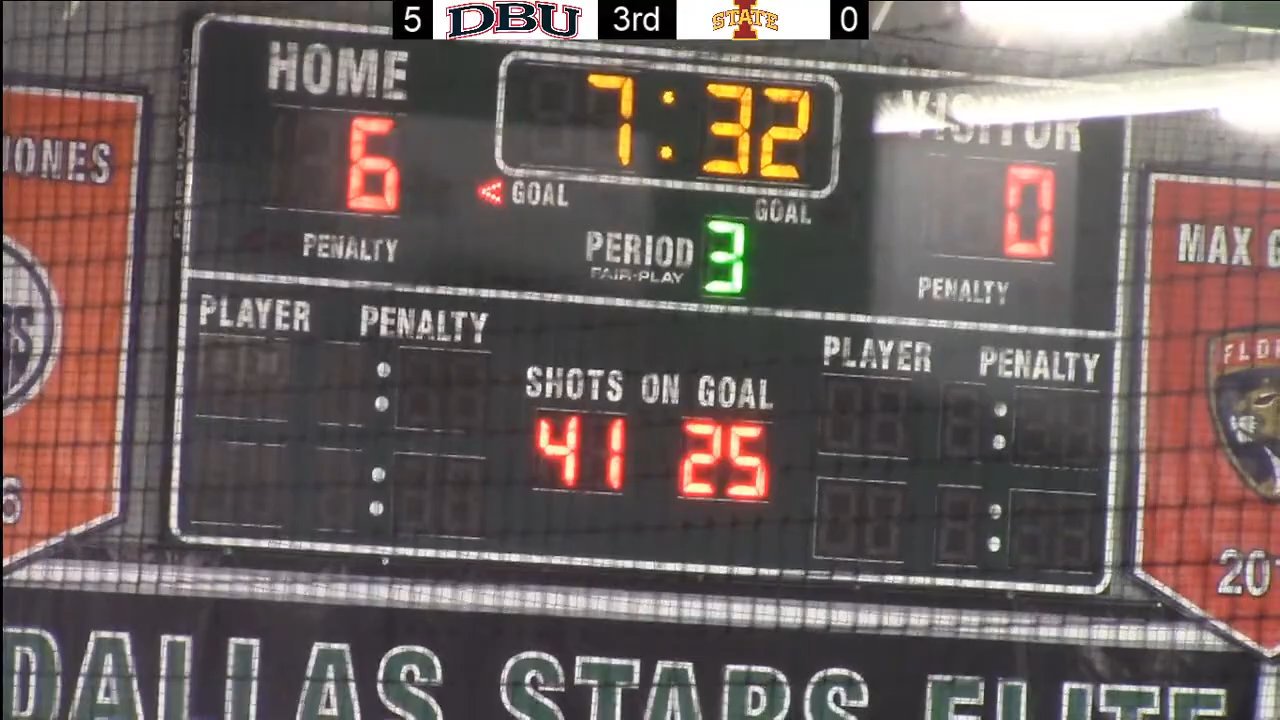 5 DBU 3rd STATE 0
HOME 7:32 VISITOR
6 GOAL GOAL 0
PENALTY PERIOD 3 PENALTY
FAIR-PLAY
PLAYER PENALTY PLAYER PENALTY
SHOTS ON GOAL
41 25
JONES
MAX
DALLAS STARS ELITE